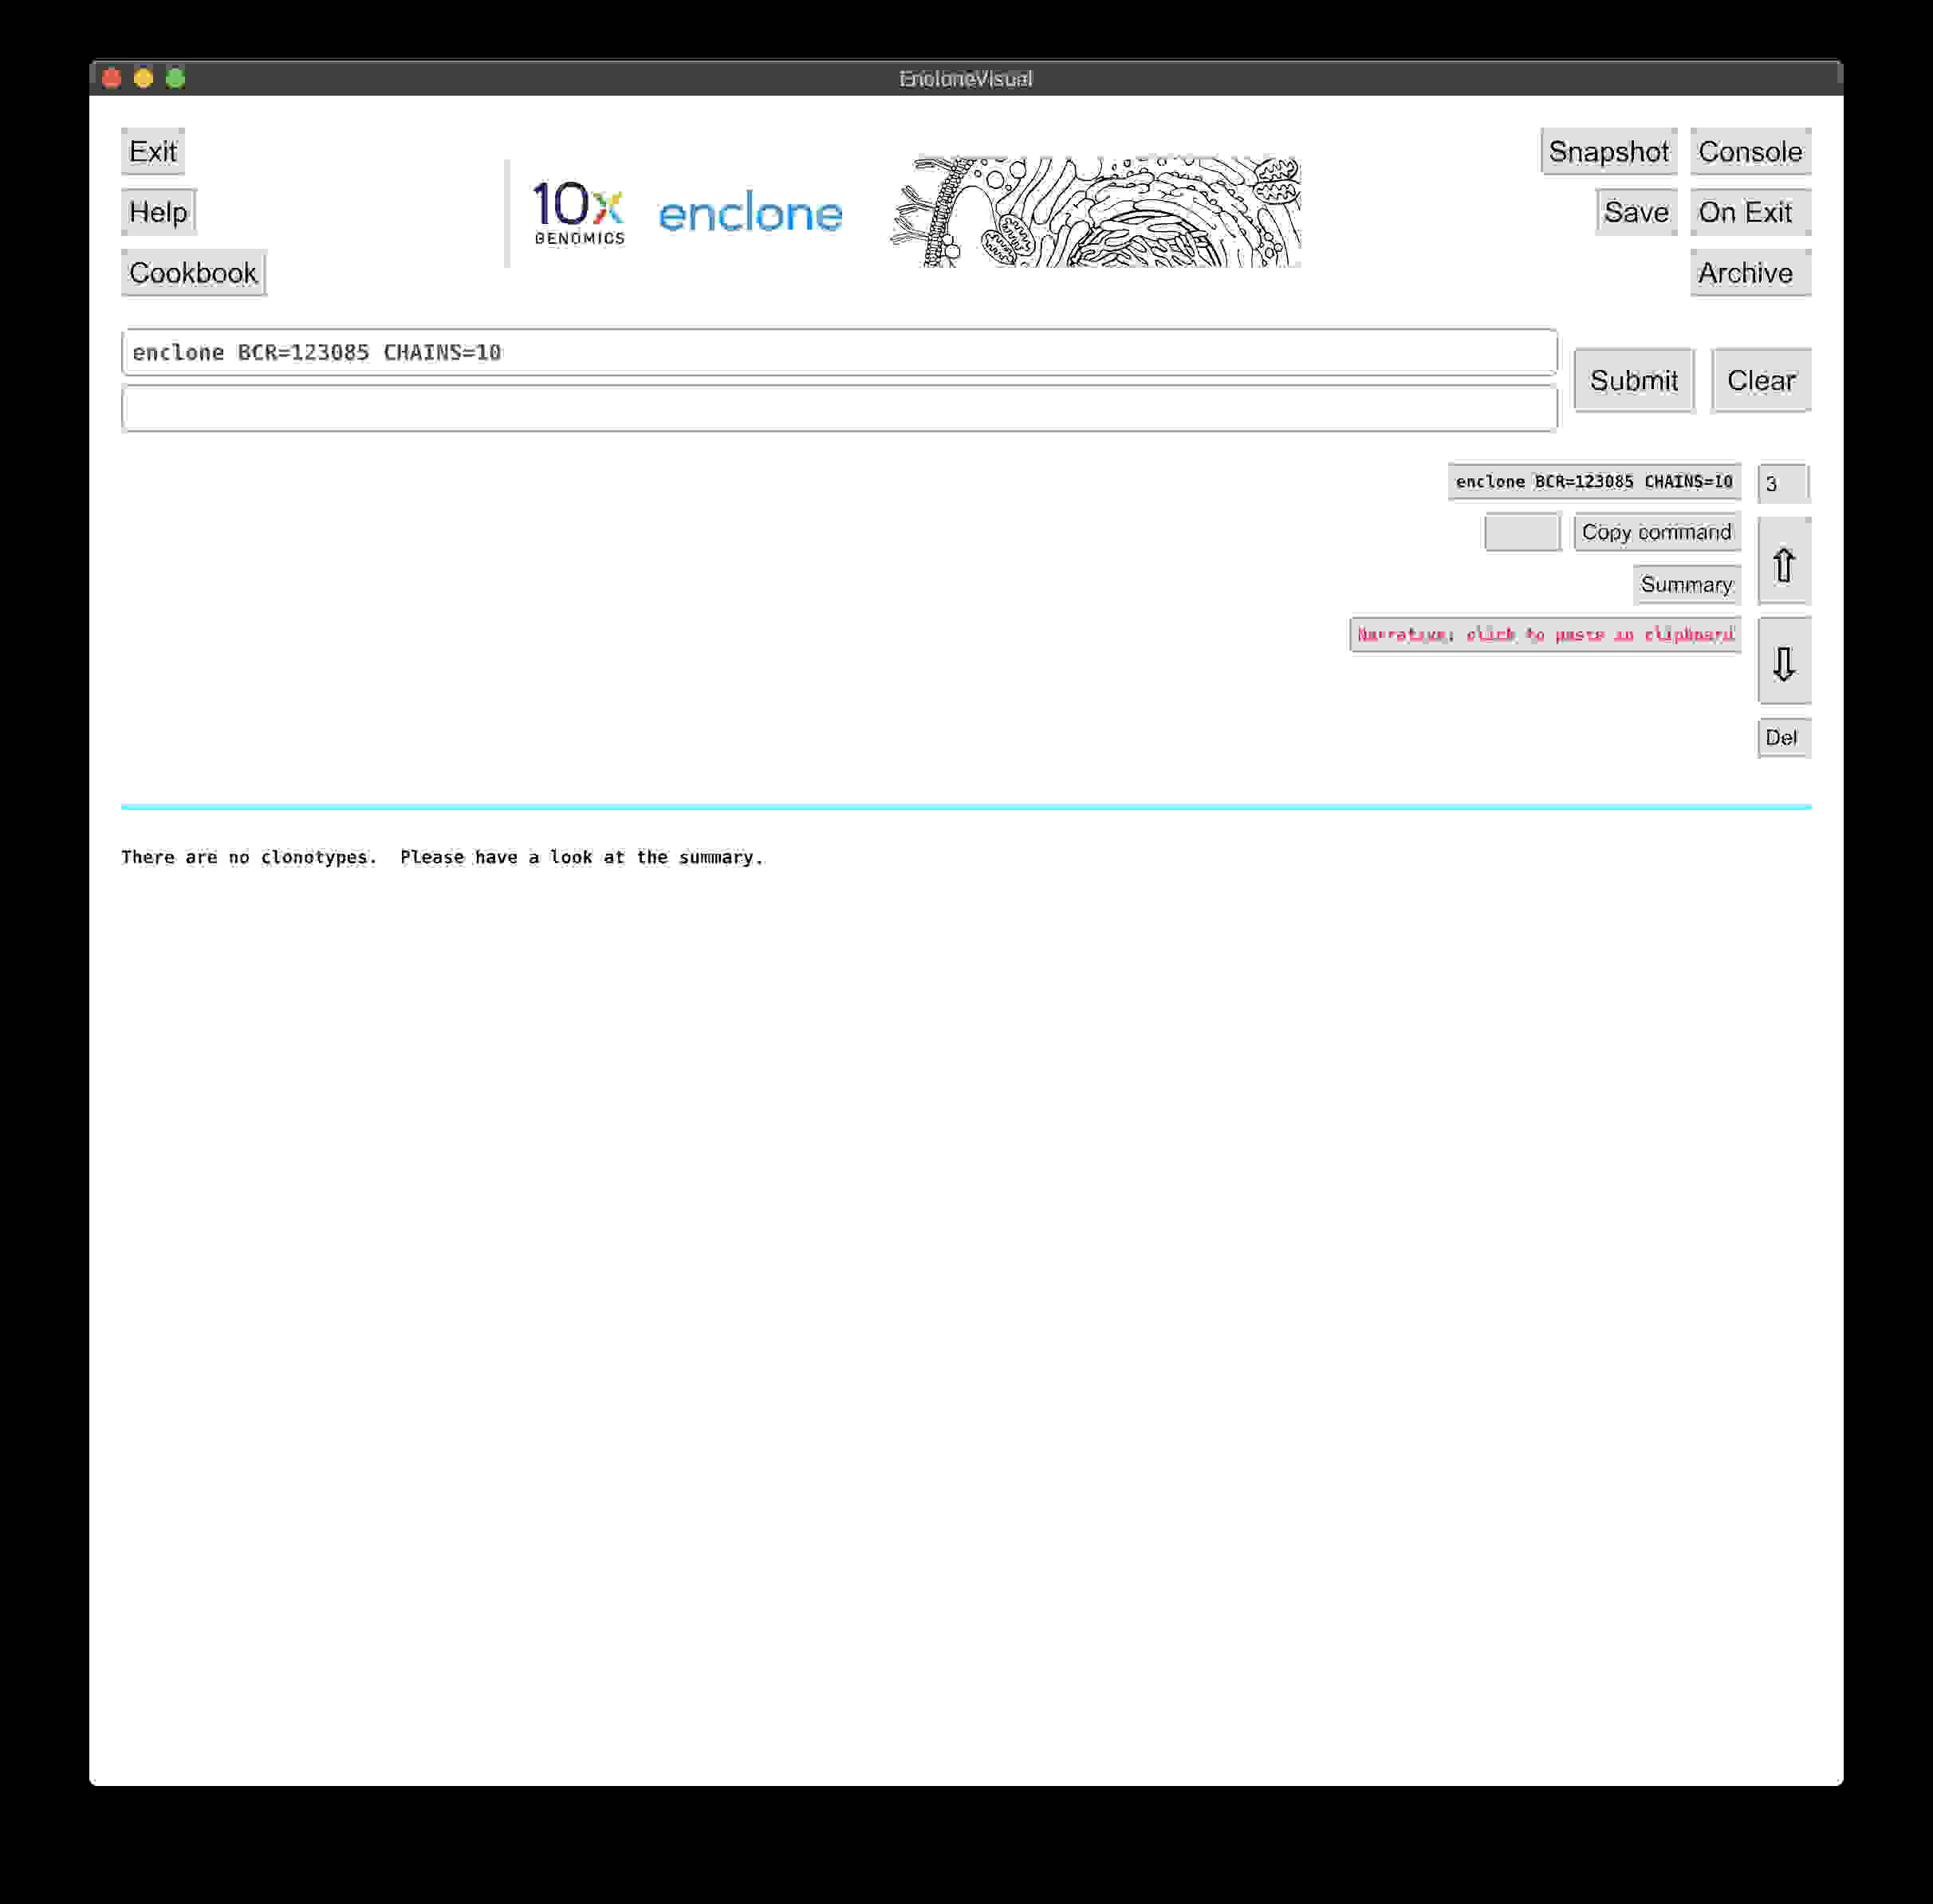 EncloneVisual
Exit
Snapshot Console
Help
10x GENOMICS enclone
Save On Exit
Cookbook
Archive
enclone BCR=123085 CHAINS=10
Submit Clear
enclone BCR=123085 CHAINS=10 3
Copy command
⇧
Summary
Narrative: click to paste in clipboard
⇩
Del
There are no clonotypes. Please have a look at the summary.